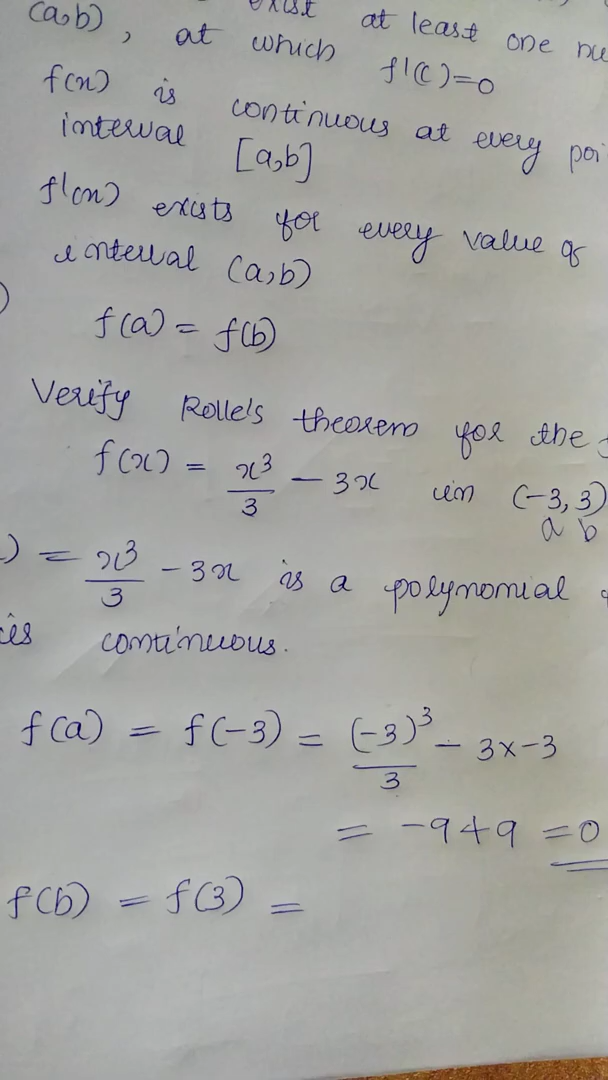 (a,b), exist at least one nu
at which f'(c)=0
f(x) is continuous at every poi
interval [a,b]
f'(x) exists for every value of
interval (a,b)
)
f(a) = f(b)
Verify Rolle's theorem for the
f(x) = x³/3 - 3x in (-3, 3)
a b
) = x³/3 - 3x is a polynomial
is continuous.
f(a) = f(-3) = (-3)³/3 - 3x-3
= -9+9 =0
f(b) = f(3) =